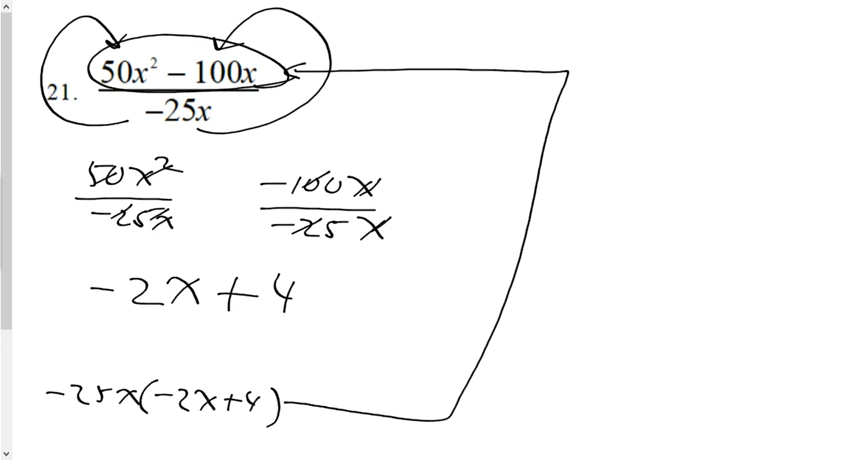 50x² − 100x
21.
−25x
50x² −100x
−25x −25x
−2x + 4
−25x(−2x+4)